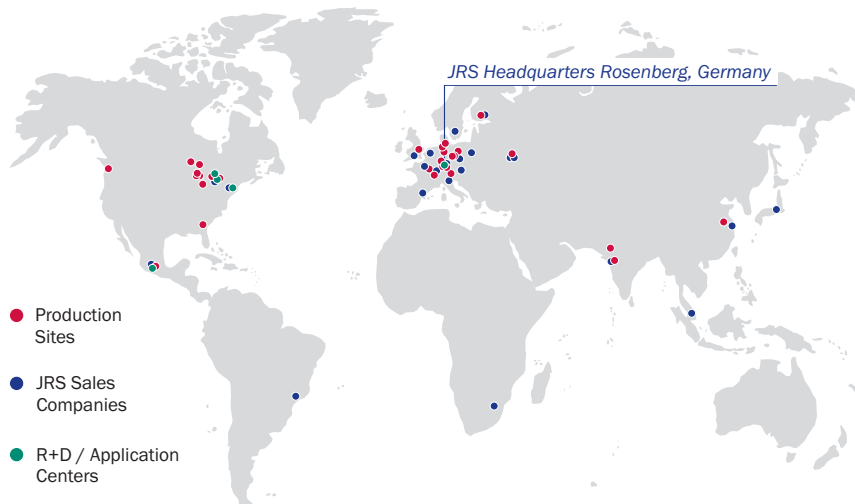 JRS Headquarters Rosenberg, Germany
Production
Sites
JRS Sales
Companies
R+D / Application
Centers